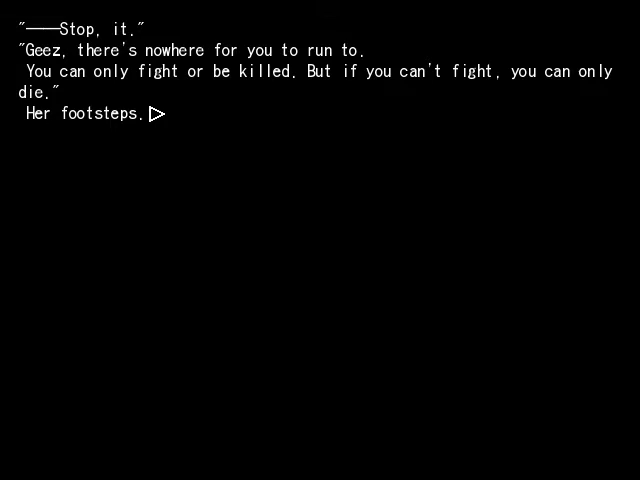 "───Stop, it."
"Geez, there's nowhere for you to run to.
You can only fight or be killed. But if you can't fight, you can only
die."
Her footsteps.